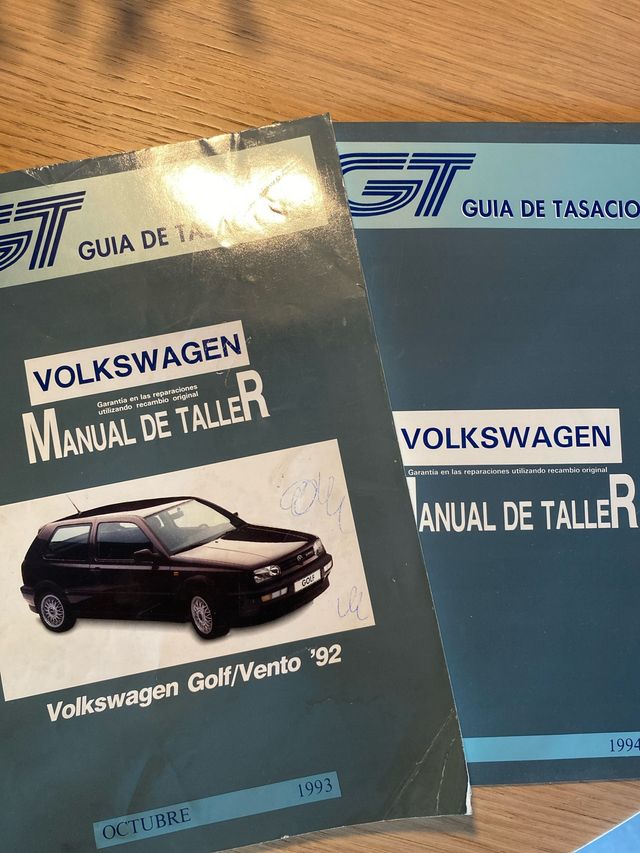 GT GUIA DE TASACIO
VOLKSWAGEN
Garantía en las reparaciones
utilizando recambio original
MANUAL DE TALLER
GOLF
Volkswagen Golf/Vento '92
OCTUBRE 1993
GT GUIA DE TASACIO
VOLKSWAGEN
Garantía en las reparaciones utilizando recambio original
ANUAL DE TALLER
1994